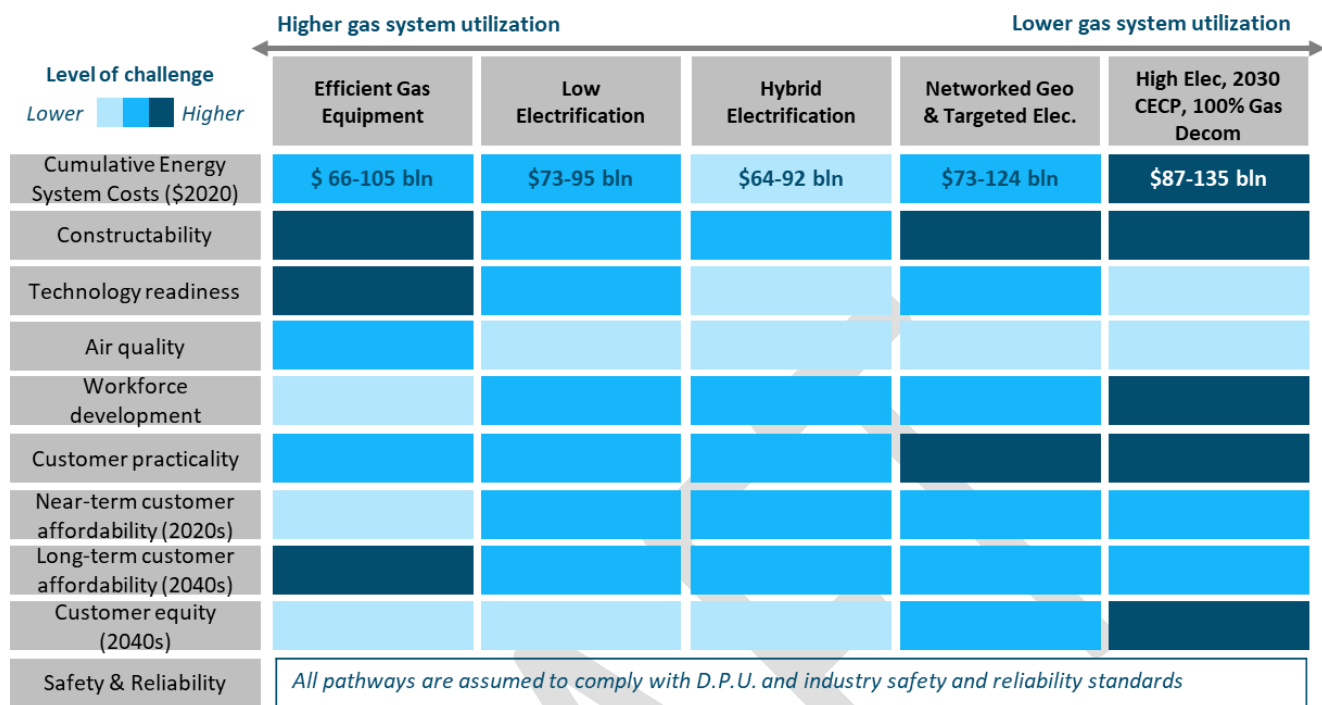 Higher gas system utilization
Lower gas system utilization
Level of challenge
Lower
Higher
Efficient Gas
Equipment
Low
Electrification
Hybrid
Electrification
Networked Geo
& Targeted Elec.
High Elec, 2030
CECP, 100% Gas
Decom
Cumulative Energy
System Costs ($2020)
$ 66-105 bln
$73-95 bln
$64-92 bln
$73-124 bln
$87-135 bln
Constructability
Technology readiness
Air quality
Workforce
development
Customer practicality
Near-term customer
affordability (2020s)
Long-term customer
affordability (2040s)
Customer equity
(2040s)
Safety & Reliability
All pathways are assumed to comply with D.P.U. and industry safety and reliability standards